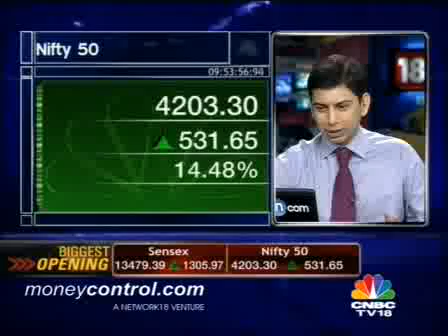 Nifty 50
09:53:56:94
4203.30
▲ 531.65
14.48%
18
n.com
BIGGEST OPENING
Sensex Nifty 50
13479.39 ▲ 1305.97 4203.30 ▲ 531.65
moneycontrol.com
A NETWORK18 VENTURE
CNBC
TV18